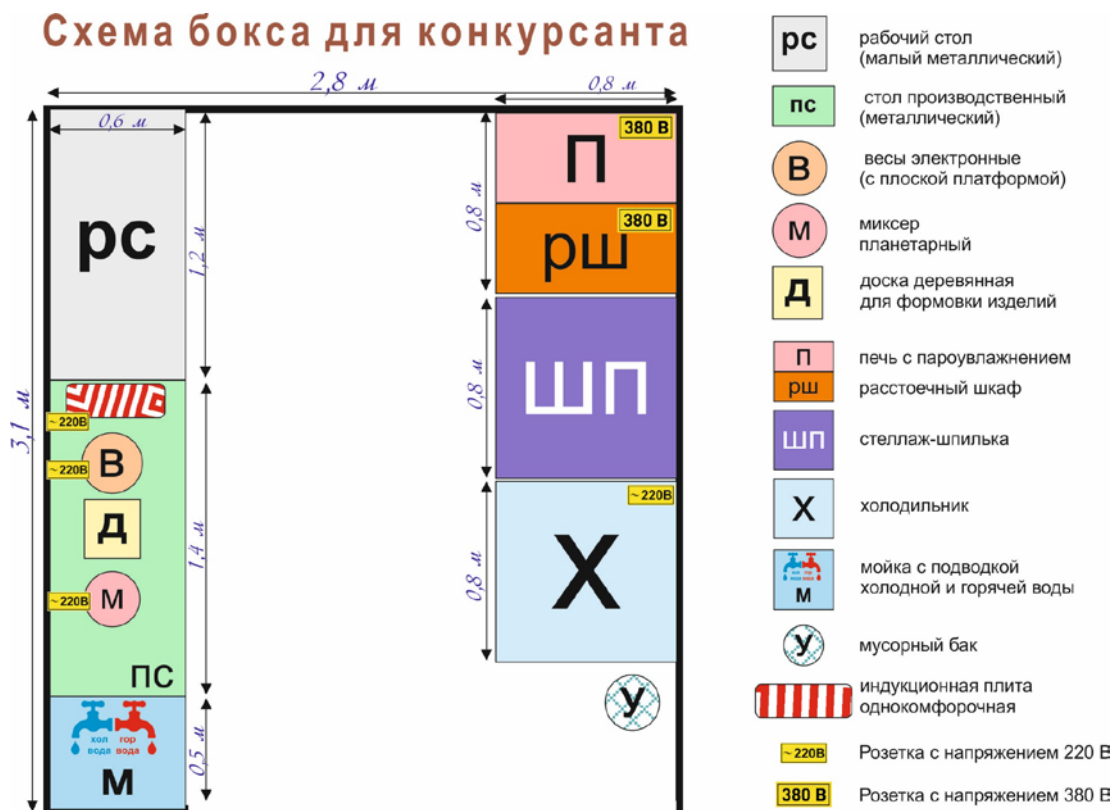 Схема бокса для конкурсанта
2,8 м
0,8 м
0,6 м
3,1 м
рс
1,2 м
~ 220В
~ 220В
В
Д
~ 220В
М
1,4 м
пс
хол вода
гор вода
м
0,5 м
П
380 В
рш
380 В
0,8 м
шп
0,8 м
Х
~ 220В
0,8 м
У
рс
рабочий стол
(малый металлический)
пс
стол производственный
(металлический)
В
весы электронные
(с плоской платформой)
М
миксер
планетарный
Д
доска деревянная
для формовки изделий
П
печь с пароувлажнением
рш
расстоечный шкаф
шп
стеллаж-шпилька
Х
холодильник
хол вода
гор вода
м
мойка с подводкой
холодной и горячей воды
У
мусорный бак
индукционная плита
однокомфорочная
~ 220В
Розетка с напряжением 220 В
380 В
Розетка с напряжением 380 В